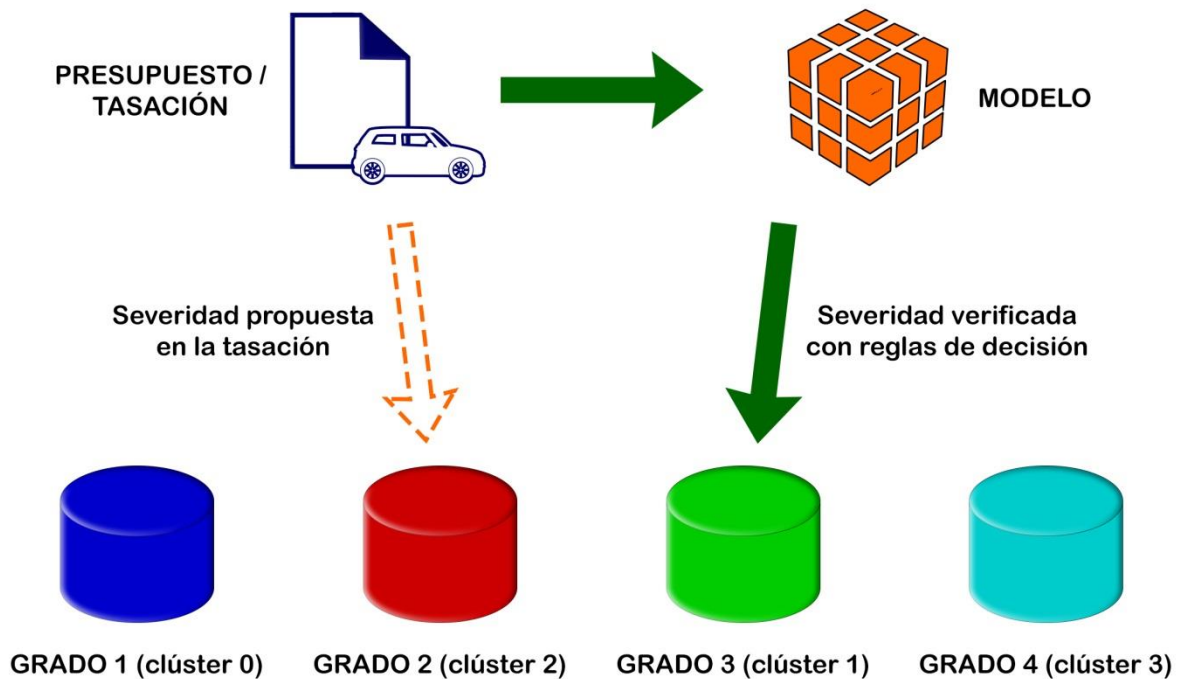 PRESUPUESTO /
TASACIÓN
MODELO
Severidad propuesta
en la tasación
Severidad verificada
con reglas de decisión
GRADO 1 (clúster 0)
GRADO 2 (clúster 2)
GRADO 3 (clúster 1)
GRADO 4 (clúster 3)